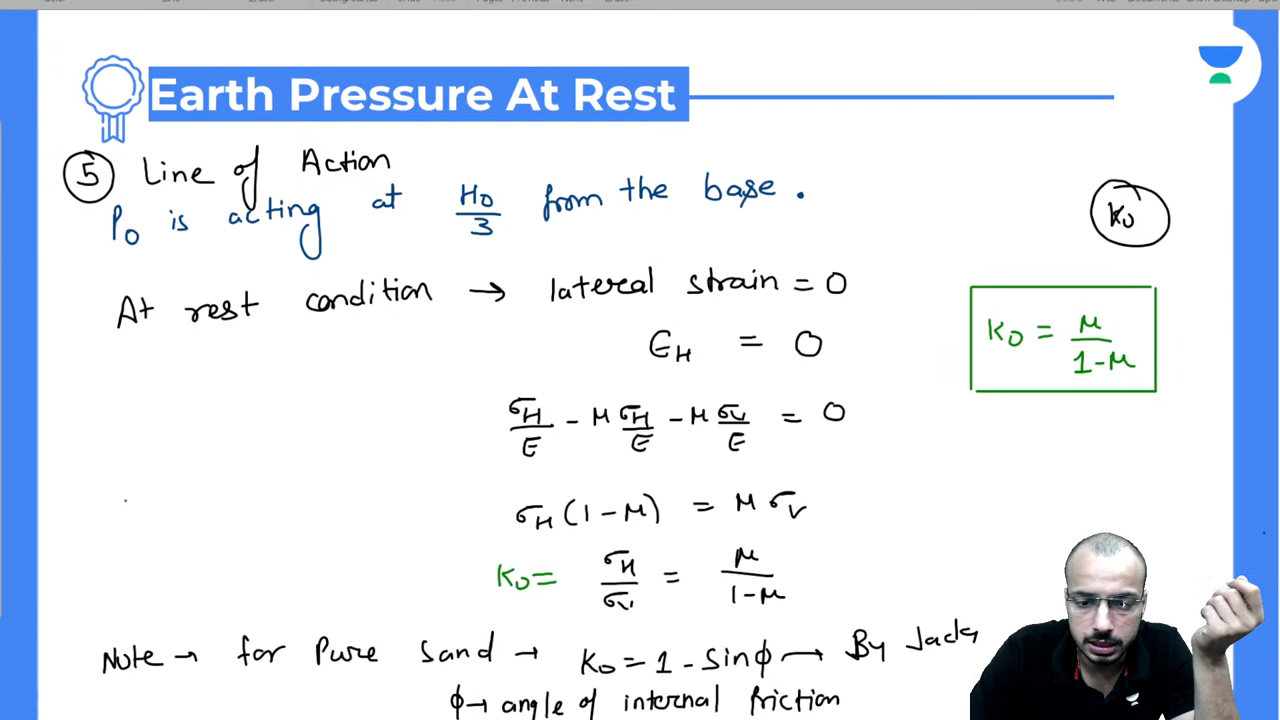 Earth Pressure At Rest
5 Line of Action
P0 is acting at H0/3 from the base.
K0
At rest condition → lateral strain = 0
K0 = μ/1-μ
ϵH = 0
σH/E - μ σH/E - μ σV/E = 0
σH (1-μ) = μ σV
K0 = σH/σV = μ/1-μ
Note → for Pure Sand → K0 = 1 - sinϕ → By
ϕ → angle of internal friction